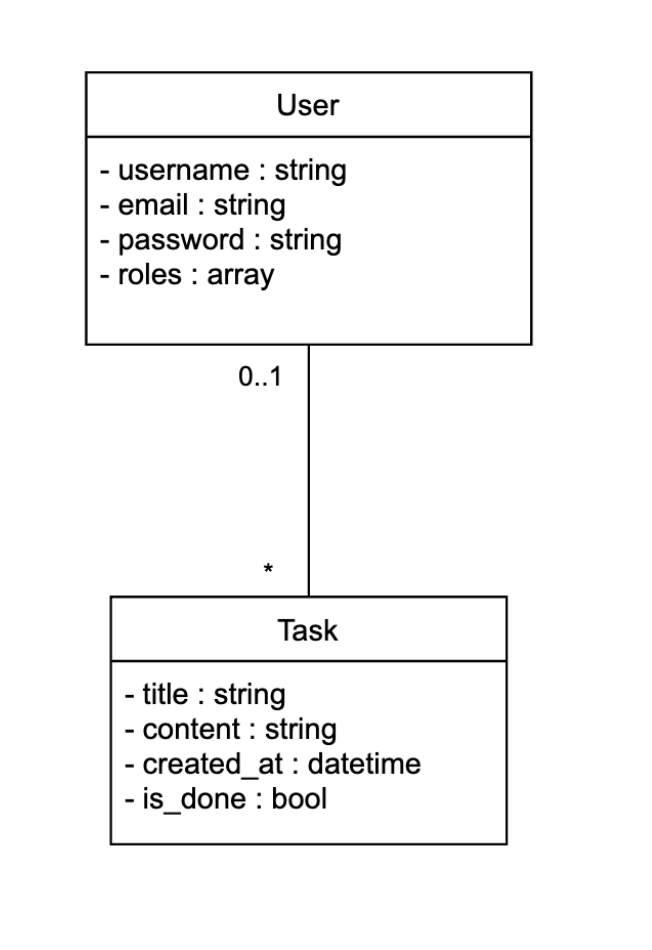 User
- username : string
- email : string
- password : string
- roles : array
0..1
*
Task
- title : string
- content : string
- created_at : datetime
- is_done : bool